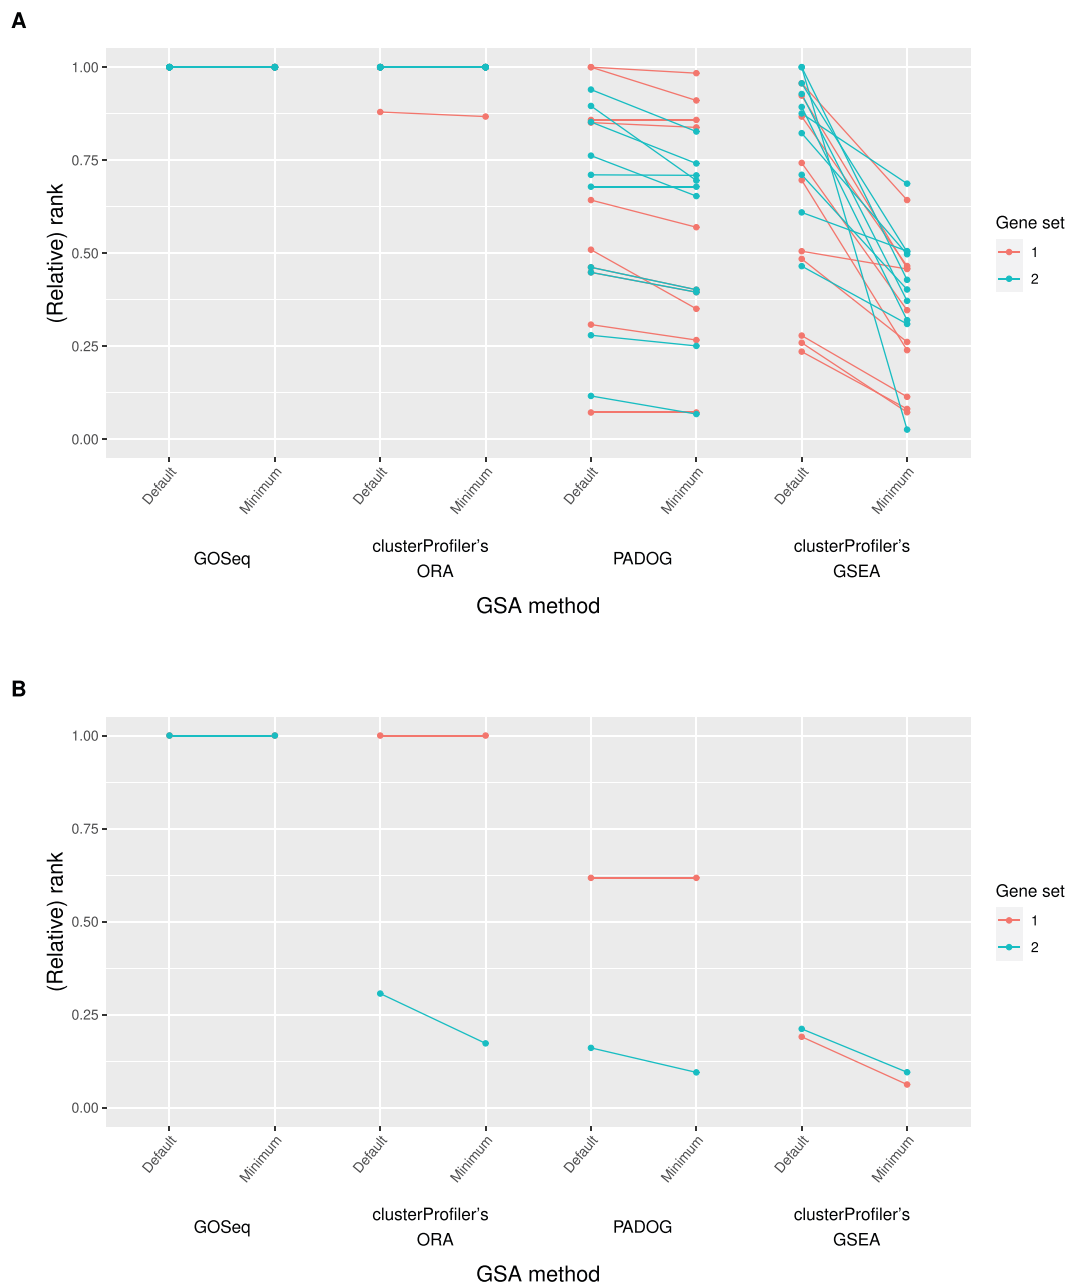 A
(Relative) rank
1.00
0.75
0.50
0.25
0.00
Default
Minimum
Default
Minimum
Default
Minimum
Default
Minimum
GOSeq
clusterProfiler's
ORA
PADOG
clusterProfiler's
GSEA
GSA method
Gene set
1
2
B
(Relative) rank
1.00
0.75
0.50
0.25
0.00
Default
Minimum
Default
Minimum
Default
Minimum
Default
Minimum
GOSeq
clusterProfiler's
ORA
PADOG
clusterProfiler's
GSEA
GSA method
Gene set
1
2